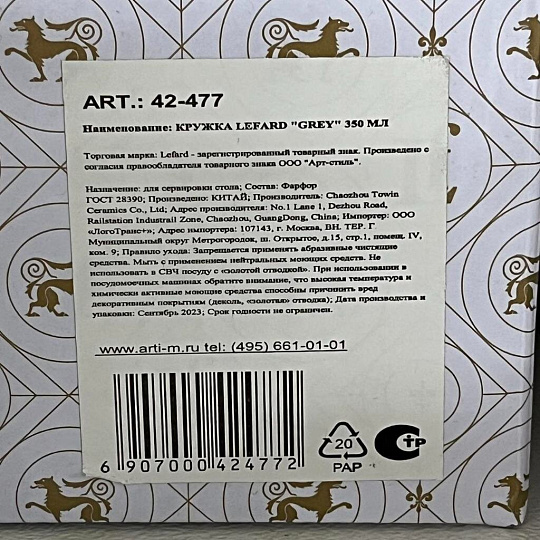 ART.: 42-477
Наименование: КРУЖКА LEFARD "GREY" 350 МЛ
Торговая марка: Lefard - зарегистрированный товарный знак. Произведено с
согласия правообладателя товарного знака ООО "Арт-стиль".
Назначение: для сервировки стола; Состав: Фарфор
ГОСТ 28390; Произведено: КИТАЙ; Производитель: Chaozhou Towin
Ceramics Co., Ltd; Адрес производителя: No.1 Lane 1, Dezhou Road,
Railstation Industrail Zone, Chaozhou, GuangDong, China; Импортер: ООО
«ЛогоТранс+»; Адрес импортера: 107143, г. Москва, ВН. ТЕР. Г
Муниципальный округ Метрогородок, ш. Открытое, д.15, стр.1, помещ. IV,
ком. 9; Правило ухода: Запрещается применять абразивные чистящие
средства. Мыть с применением нейтральных моющих средств. Не
использовать в СВЧ посуду с «золотой отводкой». При использовании в
посудомоечных машинах обратите внимание, что высокая температура и
химически активные моющие средства способны причинить вред
декоративным покрытиям (деколь, «золотая» отводка); Дата производства и
упаковки: Сентябрь 2023; Срок годности не ограничен.
www.arti-m.ru tel: (495) 661-01-01
6 907000 424772
20
PAP
СТР